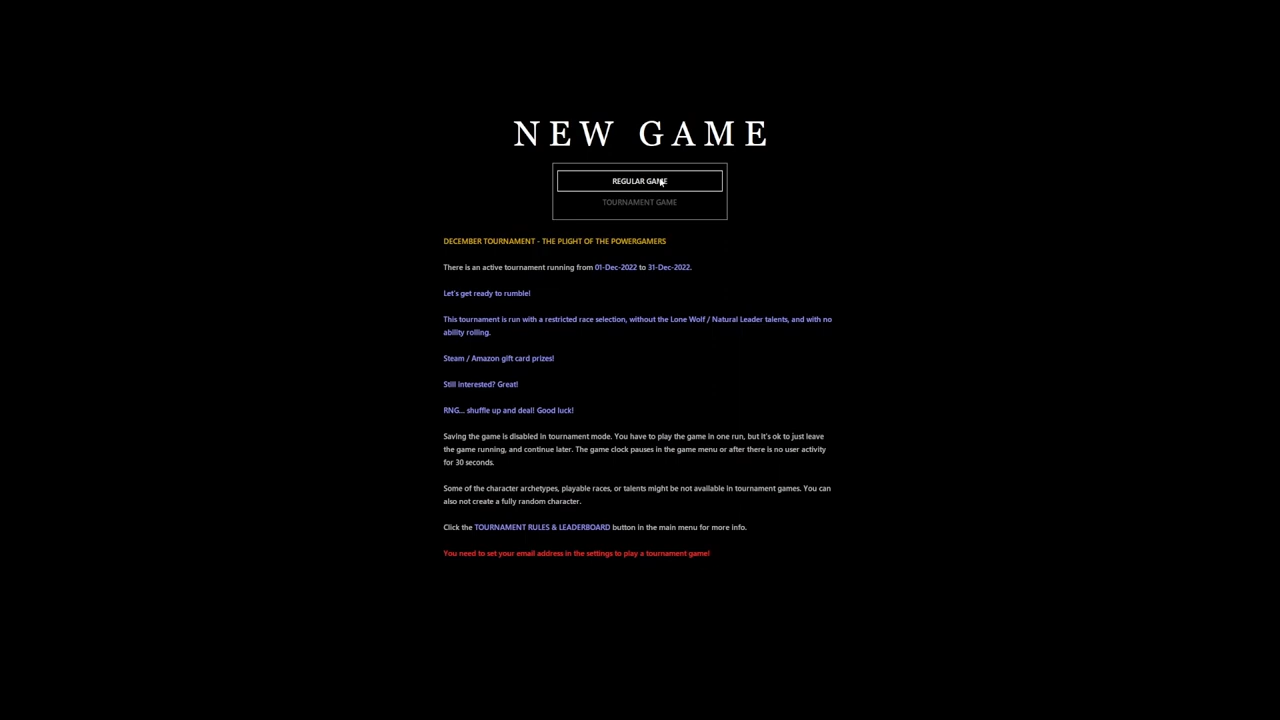 NEW GAME
REGULAR GAME
TOURNAMENT GAME
DECEMBER TOURNAMENT - THE PLIGHT OF THE POWERGAMERS
There is an active tournament running from 01-Dec-2022 to 31-Dec-2022.
Let's get ready to rumble!
This tournament is run with a restricted race selection, without the Lone Wolf / Natural Leader talents, and with no
ability rolling.
Steam / Amazon gift card prizes!
Still interested? Great!
RNG... shuffle up and deal! Good luck!
Saving the game is disabled in tournament mode. You have to play the game in one run, but it's ok to just leave
the game running, and continue later. The game clock pauses in the game menu or after there is no user activity
for 30 seconds.
Some of the character archetypes, playable races, or talents might be not available in tournament games. You can
also not create a fully random character.
Click the TOURNAMENT RULES & LEADERBOARD button in the main menu for more info.
You need to set your email address in the settings to play a tournament game!